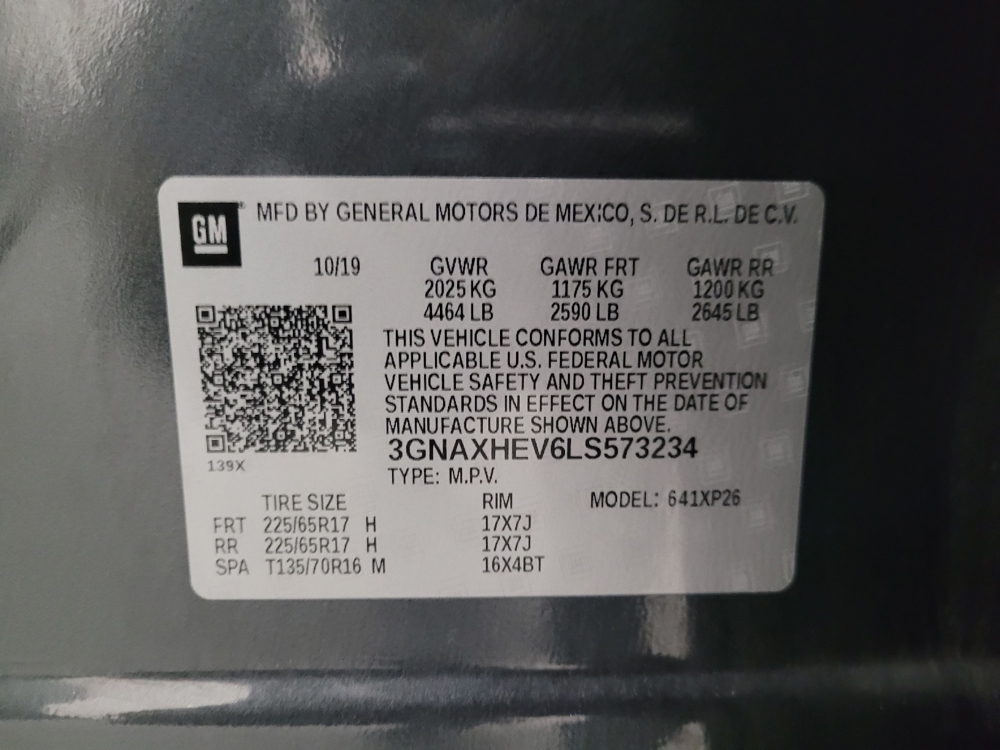 GM® MFD BY GENERAL MOTORS DE MEXICO, S. DE R.L. DE C.V.
10/19 GVWR GAWR FRT GAWR RR
2025 KG 1175 KG 1200 KG
4464 LB 2590 LB 2645 LB
THIS VEHICLE CONFORMS TO ALL
APPLICABLE U.S. FEDERAL MOTOR
VEHICLE SAFETY AND THEFT PREVENTION
STANDARDS IN EFFECT ON THE DATE OF
MANUFACTURE SHOWN ABOVE.
3GNAXHEV6LS573234
139X
TYPE: M.P.V.
TIRE SIZE RIM MODEL: 641XP26
FRT 225/65R17 H 17X7J
RR 225/65R17 H 17X7J
SPA T135/70R16 M 16X4BT